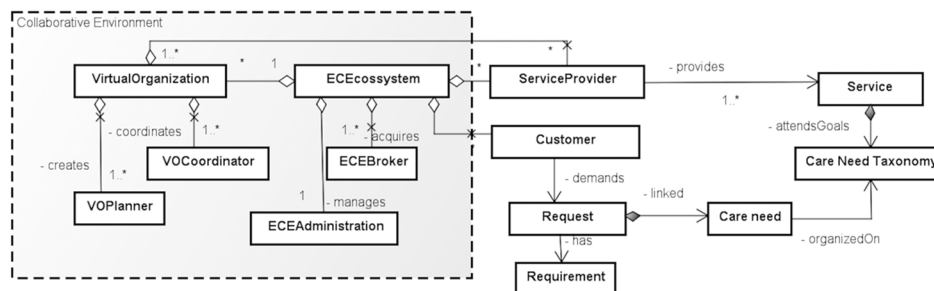 Collaborative Environment
1..*
*
VirtualOrganization
*
1
ECEcossystem
*
ServiceProvider
- provides
1..*
Service
- coordinates
1..*
1..*
- acquires
Customer
- attendsGoals
VOCoordinator
ECEBroker
Care Need Taxonomy
- creates
1..*
- demands
- linked
VOPlanner
1
- manages
Request
Care need
ECEAdministration
- has
- organizedOn
Requirement